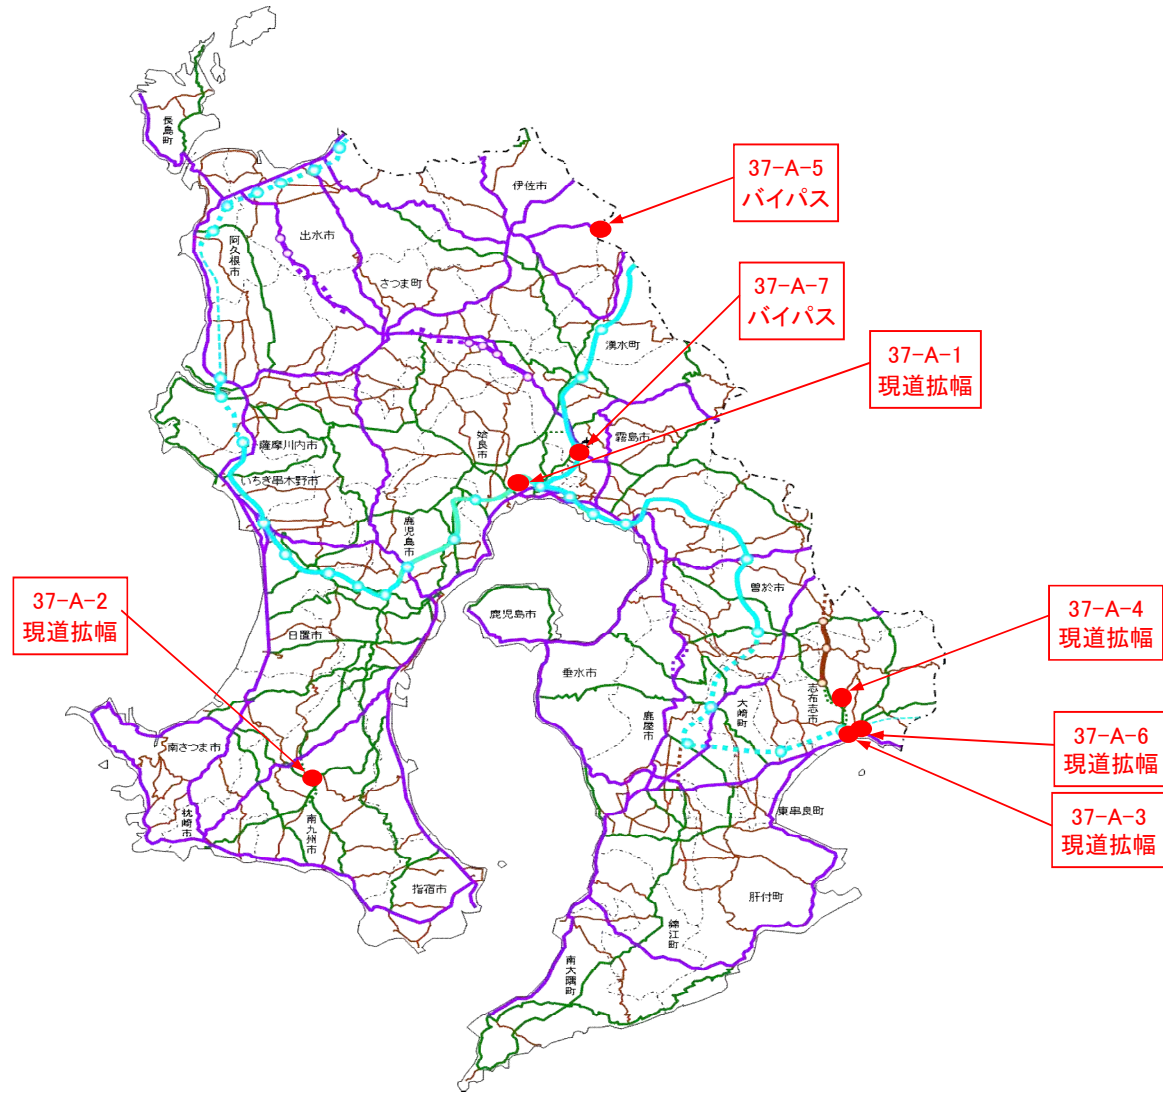 長島町
37-A-5
バイパス
伊佐市
出水市
阿久根市
さつま町
37-A-7
バイパス
湧水町
37-A-1
現道拡幅
姶良市
霧島市
薩摩川内市
いちき串木野市
鹿児島市
37-A-2
現道拡幅
鹿児島市
曽於市
37-A-4
現道拡幅
日置市
垂水市
志布志市
大崎町
鹿屋市
37-A-6
現道拡幅
南さつま市
東串良町
37-A-3
現道拡幅
枕崎市
南九州市
指宿市
肝付町
錦江町
南大隅町